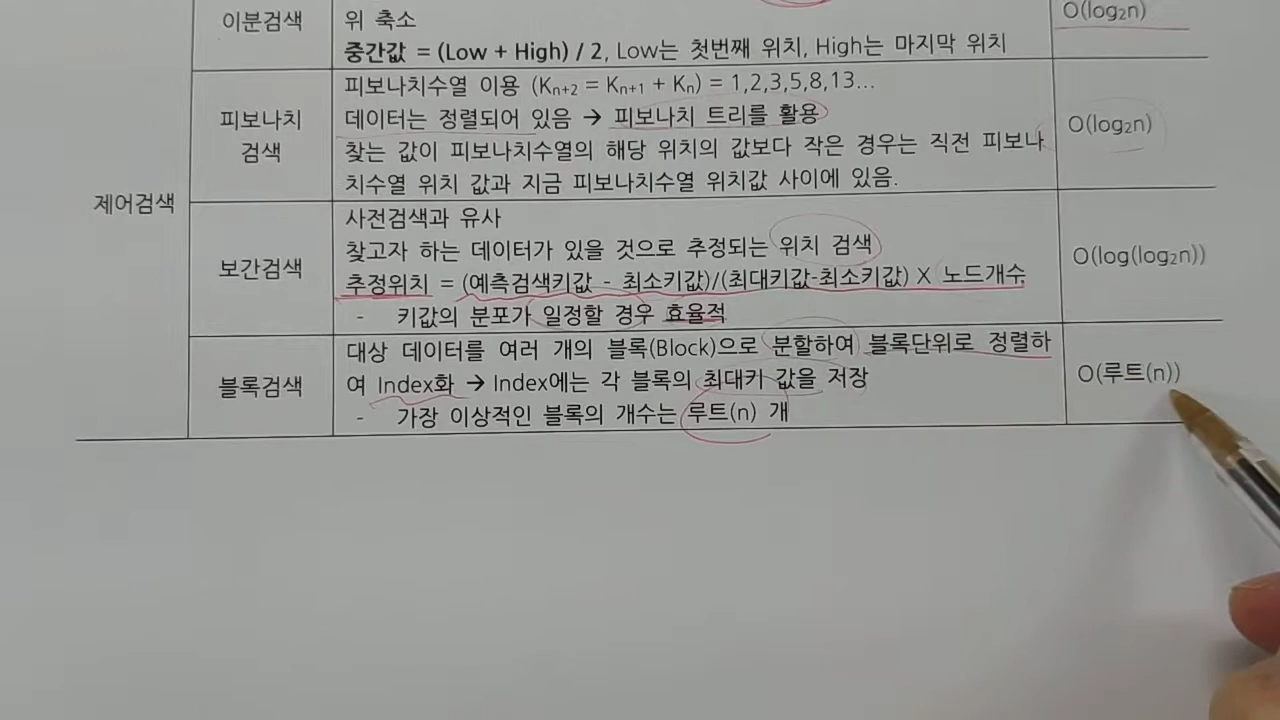 이분검색
위 축소
중간값 = (Low + High) / 2, Low는 첫번째 위치, High는 마지막 위치
O(log₂n)
제어검색
피보나치
검색
피보나치수열 이용 (Kₙ₊₂ = Kₙ₊₁ + Kₙ) = 1,2,3,5,8,13...
데이터는 정렬되어 있음 → 피보나치 트리를 활용
찾는 값이 피보나치수열의 해당 위치의 값보다 작은 경우는 직전 피보나
치수열 위치 값과 지금 피보나치수열 위치값 사이에 있음.
O(log₂n)
보간검색
사전검색과 유사
찾고자 하는 데이터가 있을 것으로 추정되는 위치 검색
추정위치 = (예측검색키값 - 최소키값)/(최대키값-최소키값) X 노드개수
- 키값의 분포가 일정할 경우 효율적
O(log(log₂n))
블록검색
대상 데이터를 여러 개의 블록(Block)으로 분할하여 블록단위로 정렬하
여 Index화 → Index에는 각 블록의 최대키 값을 저장
- 가장 이상적인 블록의 개수는 루트(n) 개
O(루트(n))